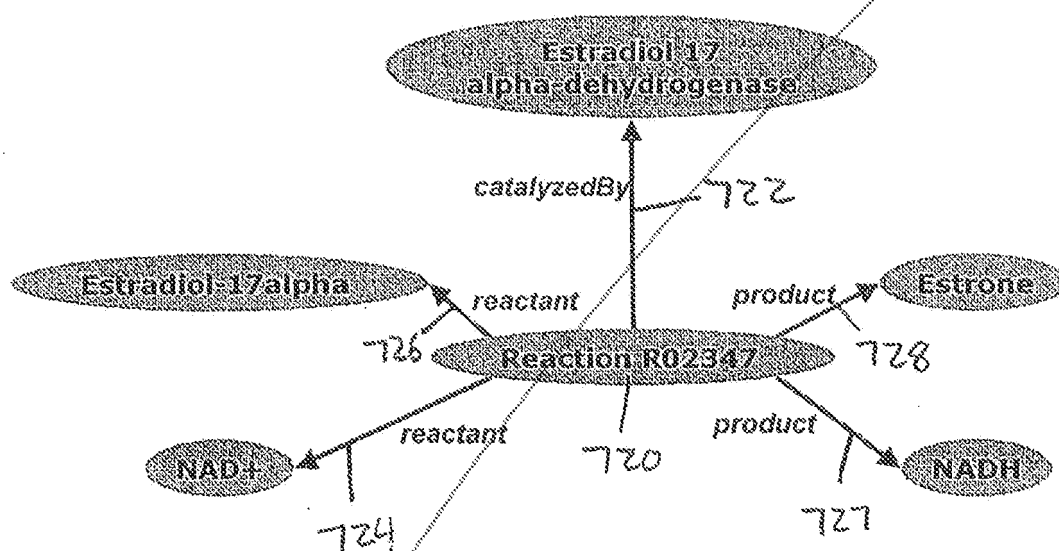 Estradiol 17
alpha-dehydrogenase
catalyzedBy
722
Estradiol-17alpha
reactant
product
Estrone
726
Reaction R02347
728
reactant
product
NAD+
720
NADH
724
727